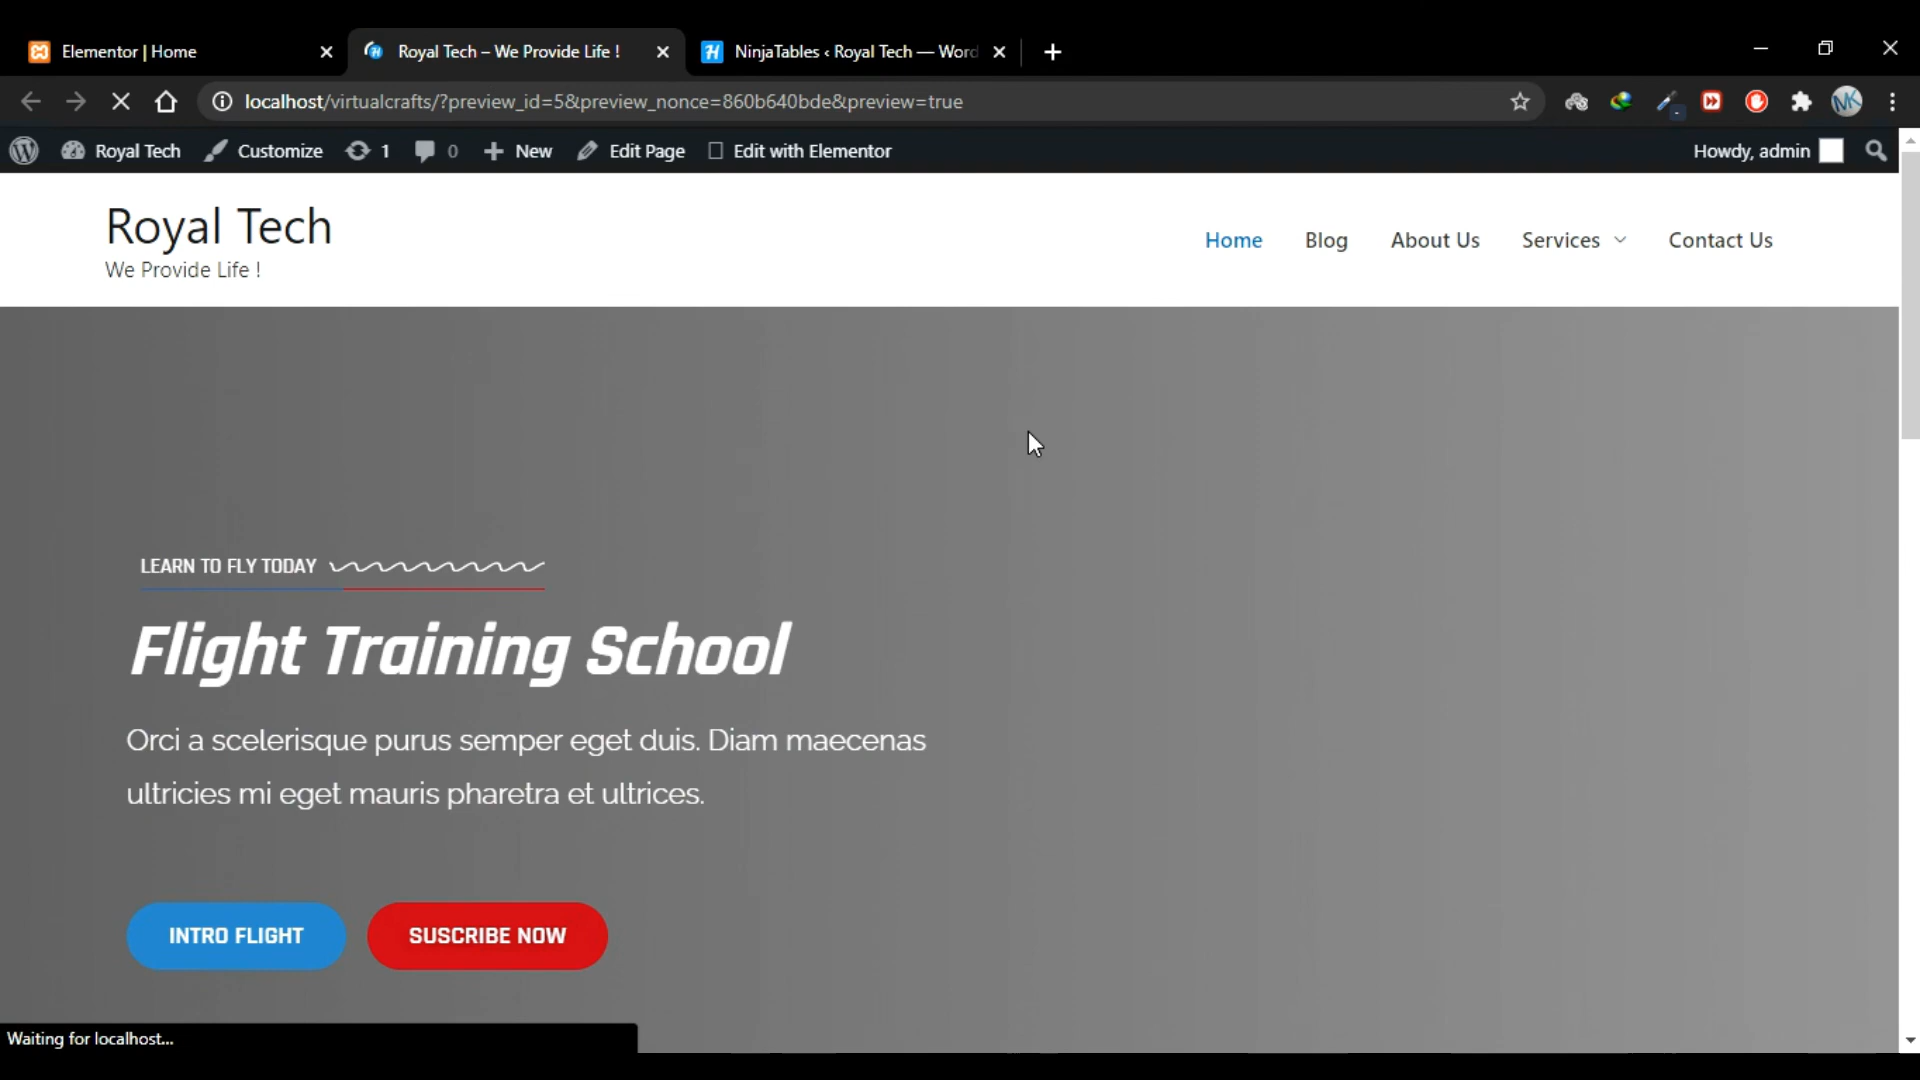 Elementor | Home
Royal Tech – We Provide Life !
NinjaTables ‹ Royal Tech — Word
localhost/virtualcrafts/?preview_id=5&preview_nonce=860b640bde&preview=true
Royal Tech
Customize
1
0
New
Edit Page
Edit with Elementor
Howdy, admin
Royal Tech
We Provide Life !
Home
Blog
About Us
Services
Contact Us
LEARN TO FLY TODAY
Flight Training School
Orci a scelerisque purus semper eget duis. Diam maecenas
ultricies mi eget mauris pharetra et ultrices.
INTRO FLIGHT
SUSCRIBE NOW
Waiting for localhost...